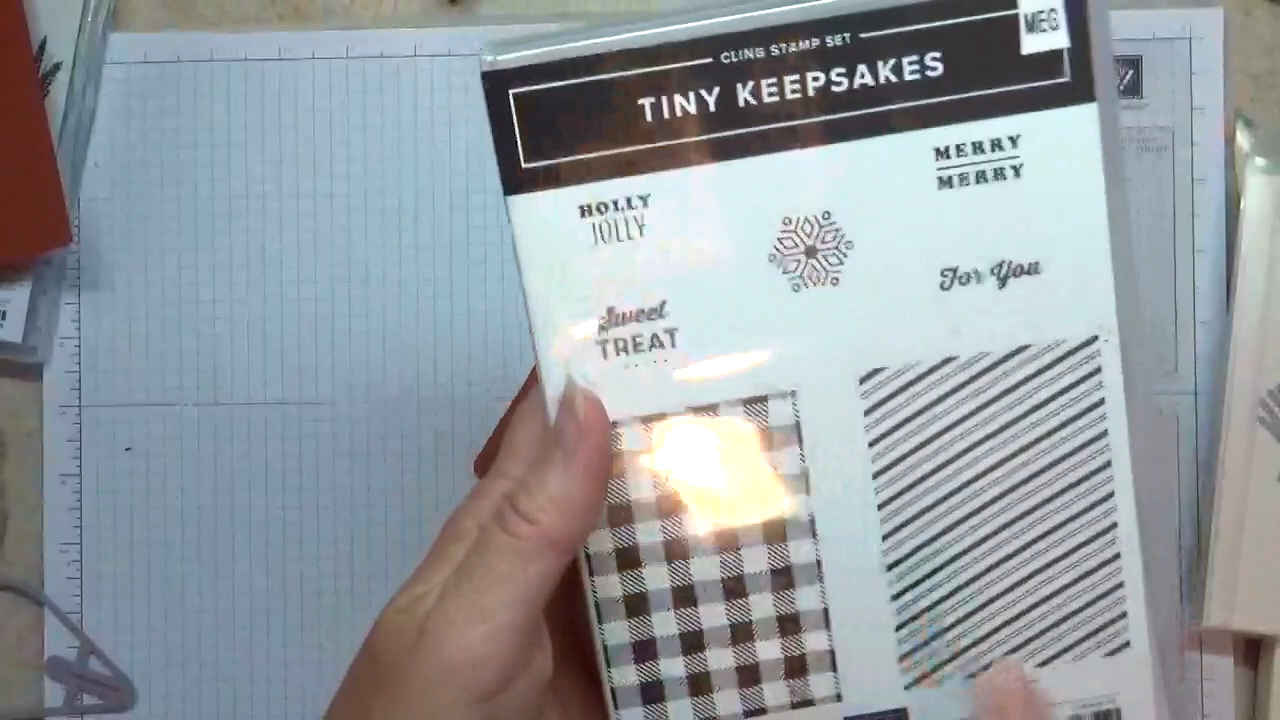 MEG
CLING STAMP SET
TINY KEEPSAKES
MERRY
MERRY
HOLLY
JOLLY
For You
Sweet
TREAT